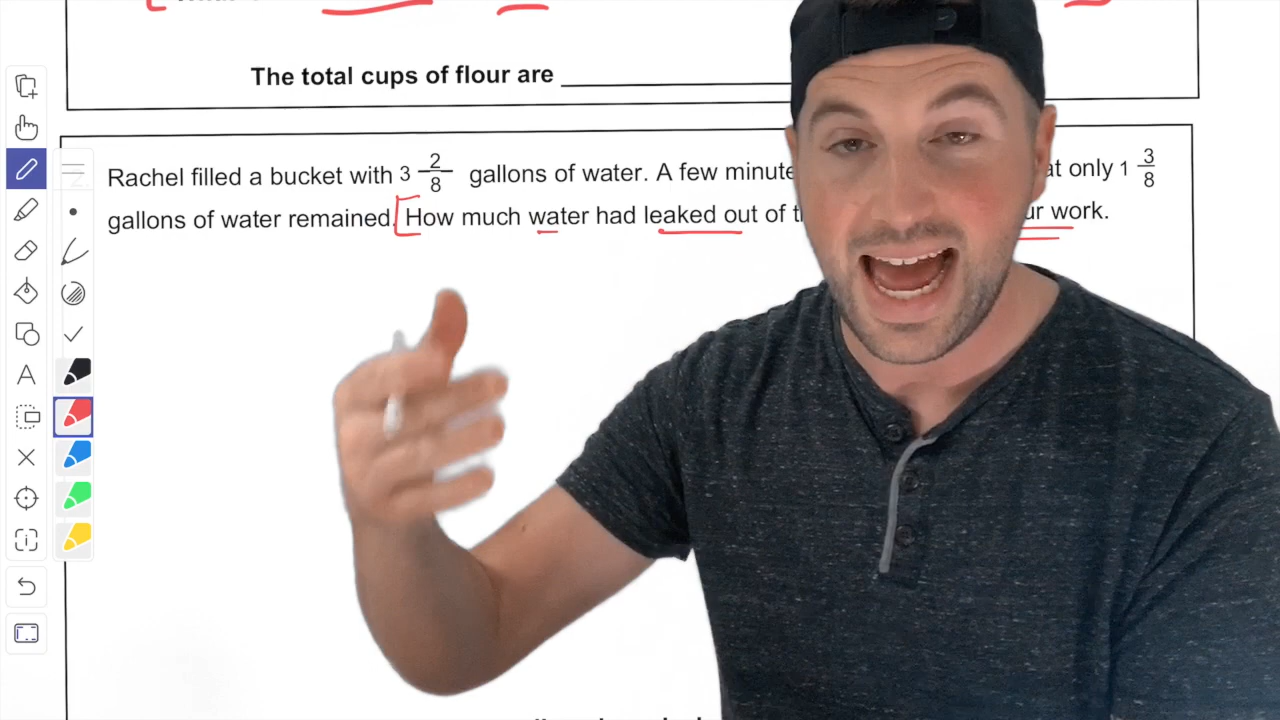 The total cups of flour are
Rachel filled a bucket with 3 2/8 gallons of water. A few minute at only 1 3/8
gallons of water remained. How much water had leaked out of t ur work.
A